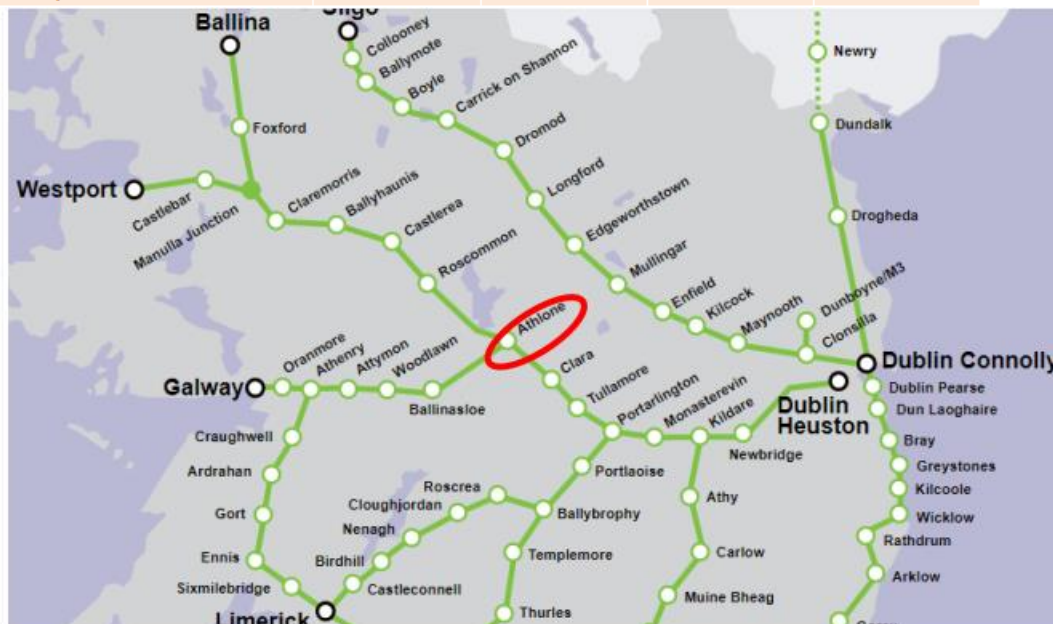 Sligo
Ballina
Collooney
Ballymote
Boyle
Carrick on Shannon
Newry
Foxford
Dromod
Dundalk
Westport
Castlebar
Manulla Junction
Claremorris
Ballyhaunis
Castlerea
Roscommon
Longford
Edgeworthstown
Mullingar
Drogheda
Enfield
Kilcock
Maynooth
Dunboyne/M3
Clonsilla
Athlone
Dublin Connolly
Galway
Oranmore
Athenry
Attymon
Woodlawn
Ballinasloe
Clara
Tullamore
Portarlington
Monasterevin
Kildare
Newbridge
Dublin
Heuston
Dublin Pearse
Dun Laoghaire
Bray
Greystones
Kilcoole
Wicklow
Rathdrum
Arklow
Craughwell
Ardrahan
Gort
Ennis
Sixmilebridge
Limerick
Roscrea
Cloughjordan
Nenagh
Birdhill
Castleconnell
Portlaoise
Ballybrophy
Templemore
Thurles
Athy
Carlow
Muine Bheag